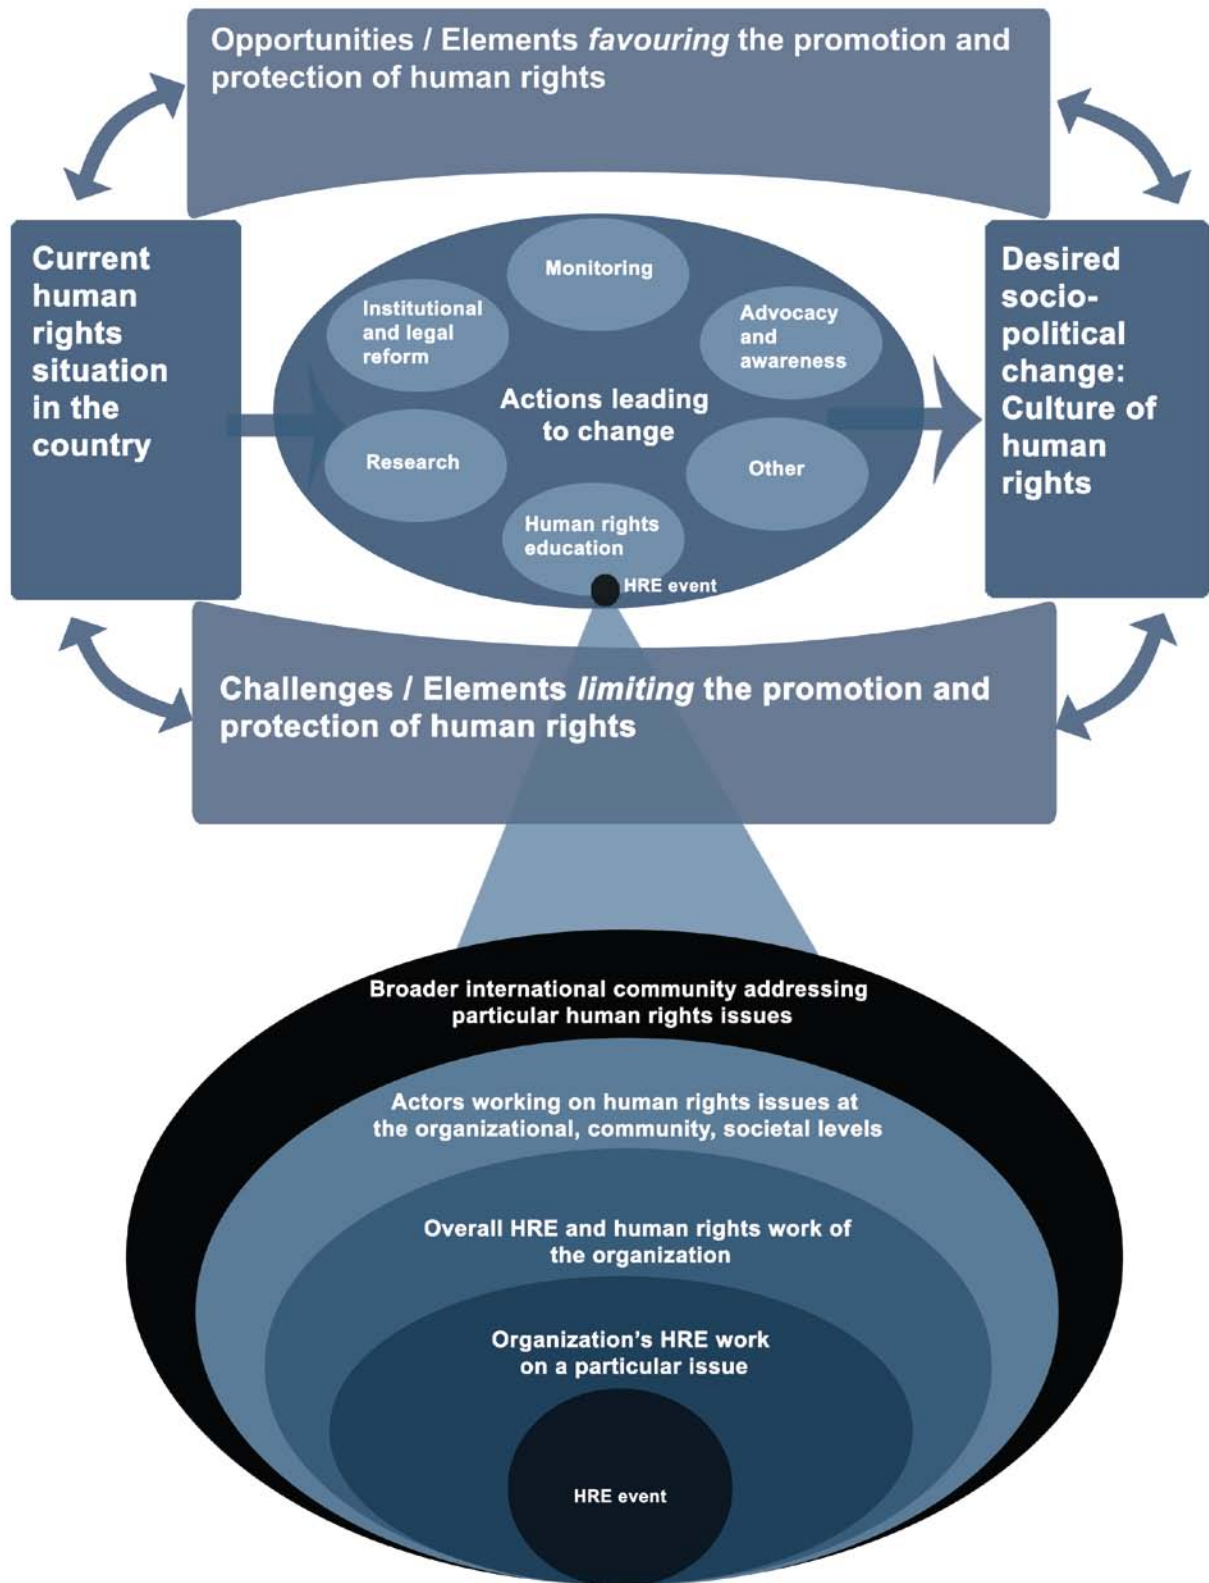 Opportunities / Elements favouring the promotion and
protection of human rights
Current
human
rights
situation
in the
country
Monitoring
Institutional
and legal
reform
Advocacy
and
awareness
Actions leading
to change
Research
Other
Human rights
education
HRE event
Desired
socio-
political
change:
Culture of
human
rights
Challenges / Elements limiting the promotion and
protection of human rights
Broader international community addressing
particular human rights issues
Actors working on human rights issues at
the organizational, community, societal levels
Overall HRE and human rights work of
the organization
Organization’s HRE work
on a particular issue
HRE event